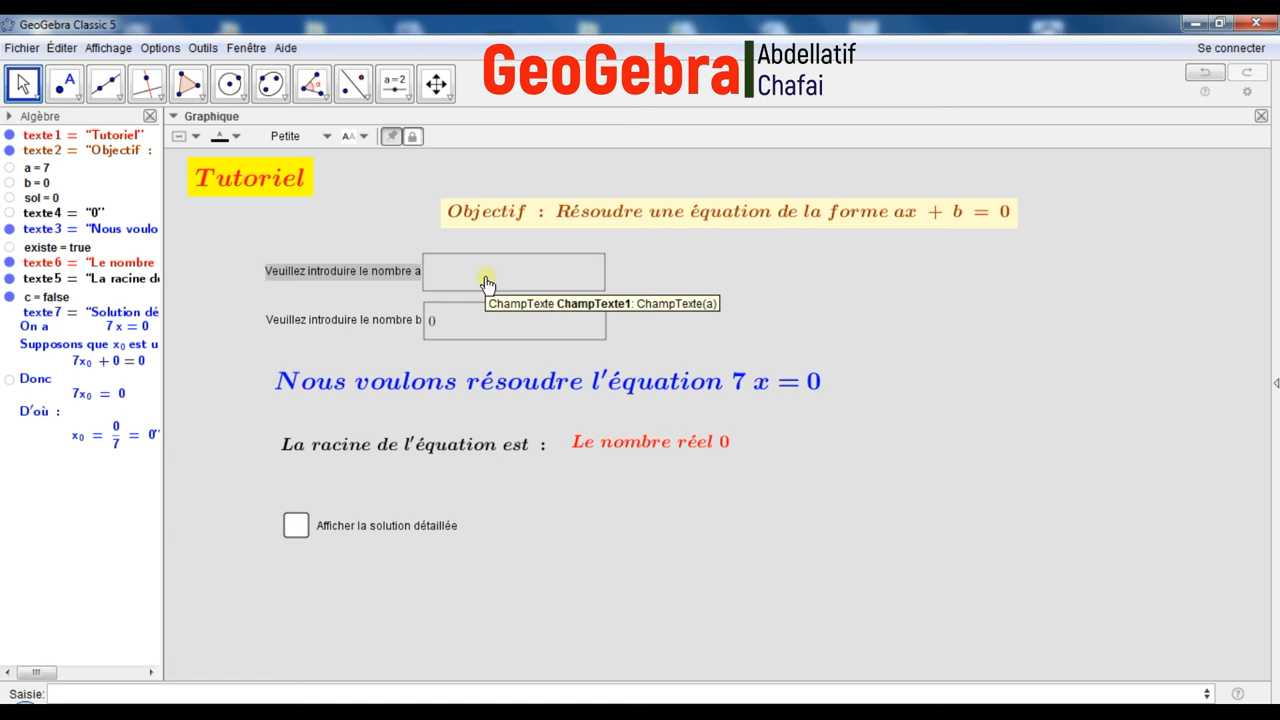 GeoGebra Classic 5
Fichier Éditer Affichage Options Outils Fenêtre Aide
Se connecter
GeoGebra
Abdellatif
Chafai
A
a=2
Algèbre
Graphique
A
Petite
AA
texte1 = "Tutoriel"
texte2 = "Objectif :
a = 7
b = 0
sol = 0
texte4 = "0"
texte3 = "Nous voulo
existe = true
texte6 = "Le nombre
texte5 = "La racine de
c = false
texte7 = "Solution dé
On a 7 x = 0
Supposons que x₀ est u
7x₀ + 0 = 0
Donc
7x₀ = 0
D'où :
x₀ = 0/7 = 0"
Tutoriel
Objectif : Résoudre une équation de la forme ax + b = 0
Veuillez introduire le nombre a
ChampTexte ChampTexte1: ChampTexte(a)
Veuillez introduire le nombre b ()
Nous voulons résoudre l'équation 7 x = 0
La racine de l'équation est : Le nombre réel 0
Afficher la solution détaillée
Saisie: